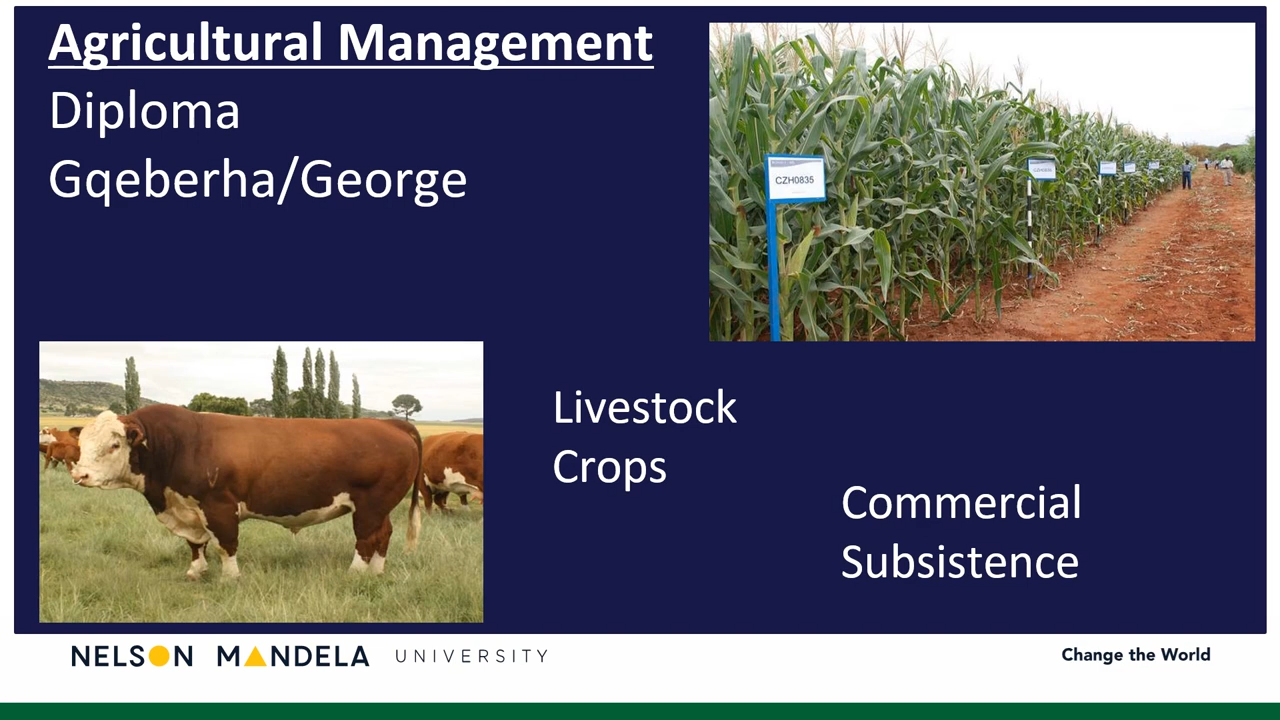 Agricultural Management
Diploma
Gqeberha/George
CZH0835
Livestock
Crops
Commercial
Subsistence
NELSON MANDELA UNIVERSITY
Change the World